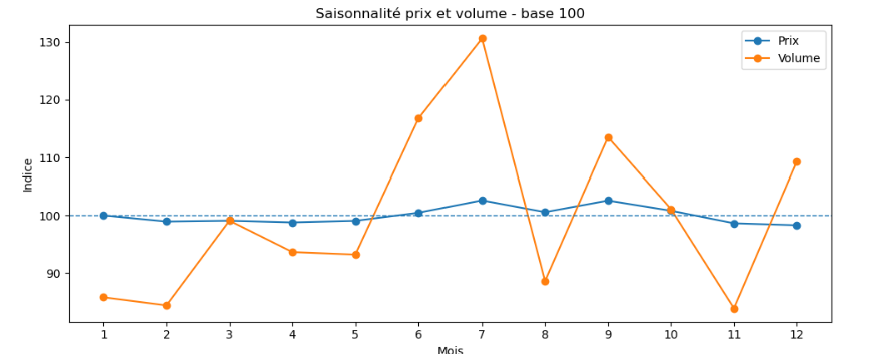 Saisonnalité prix et volume - base 100
Prix
Volume
Indice
130
120
110
100
90
1 2 3 4 5 6 7 8 9 10 11 12
Mois